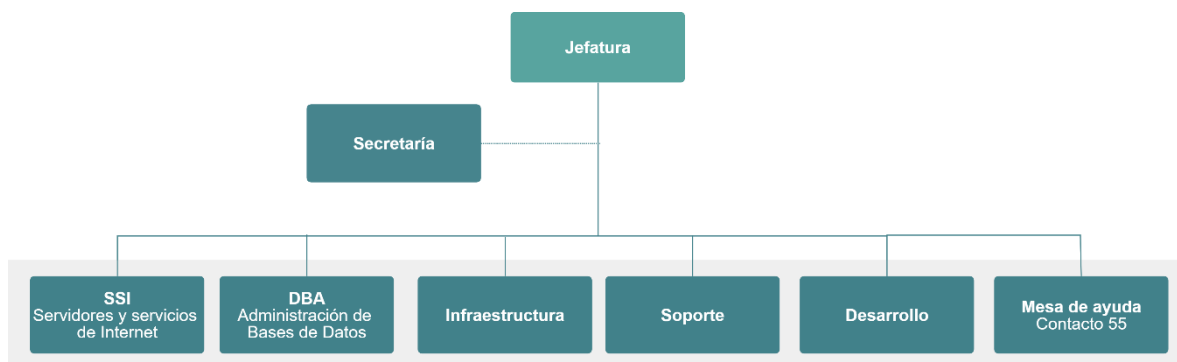 Jefatura
Secretaría
SSI
Servidores y servicios
de Internet
DBA
Administración de
Bases de Datos
Infraestructura
Soporte
Desarrollo
Mesa de ayuda
Contacto 55